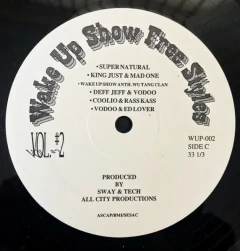 Wake Up Show Free Styles
VOL. #2
• SUPERNATURAL
• KING JUST & MAD ONE
• WAKE UP SHOW ANTH. WU TANG CLAN
• DEFF JEFF & VODOO
• COOLIO & RASS KASS
• VODOO & ED LOVER
WUP-002
SIDE C
33 1/3
PRODUCED
BY
SWAY & TECH
ALL CITY PRODUCTIONS
ASCAP/BMI/SESAC